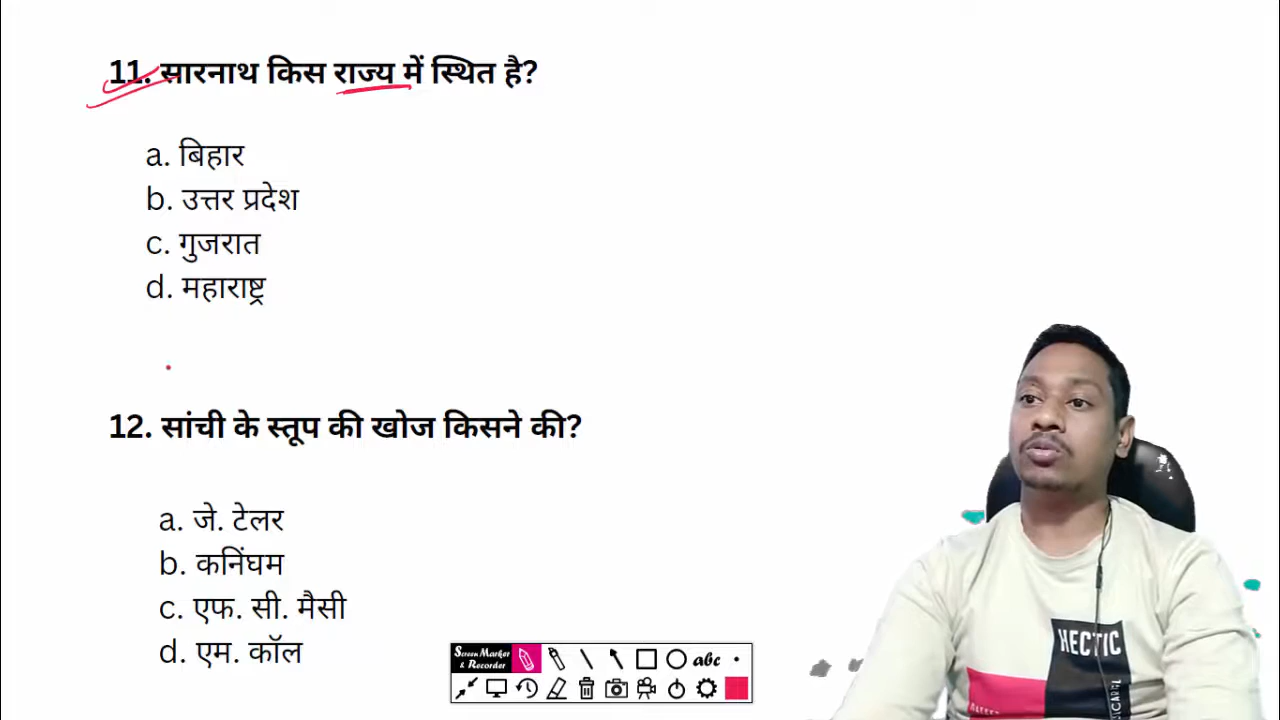 11. सारनाथ किस राज्य में स्थित है?
a. बिहार
b. उत्तर प्रदेश
c. गुजरात
d. महाराष्ट्र
12. सांची के स्तूप की खोज किसने की?
a. जे. टेलर
b. कनिंघम
c. एफ. सी. मैसी
d. एम. कॉल
Screen Marker
& Recorder
abc
HECTIC